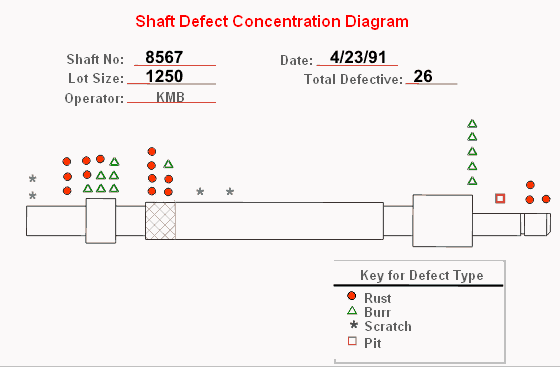 Shaft Defect Concentration Diagram
Shaft No: 8567 Date: 4/23/91
Lot Size: 1250 Total Defective: 26
Operator: KMB
Key for Defect Type
Rust
Burr
Scratch
Pit